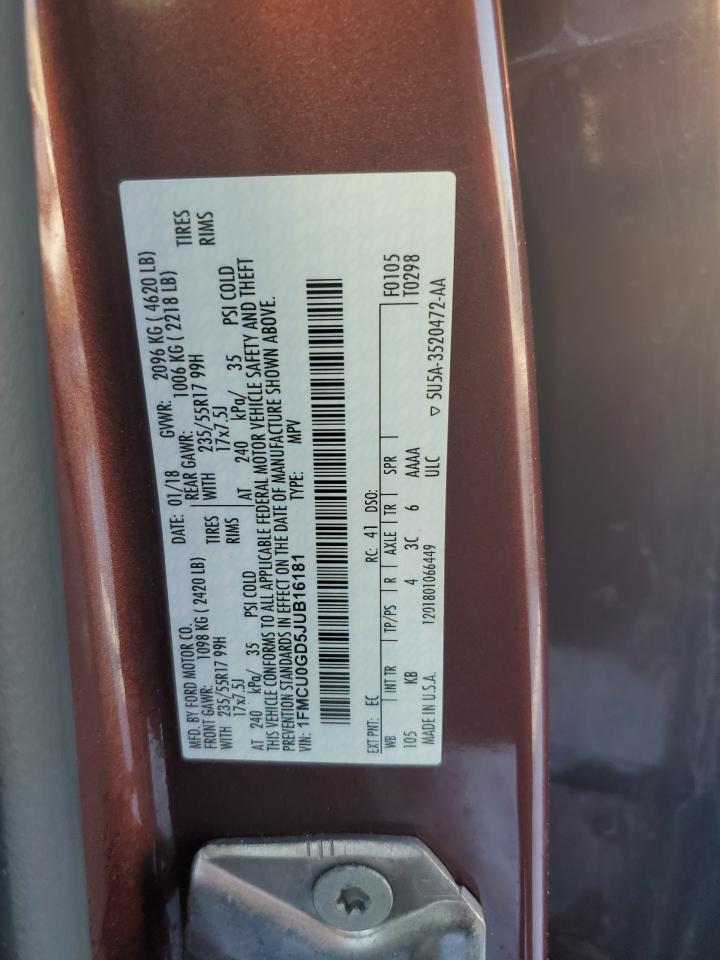 MFD. BY FORD MOTOR CO. DATE: 01/18 GVWR: 2096 KG ( 4620 LB)
FRONT GAWR: 1098 KG ( 2420 LB) REAR GAWR: 1006 KG ( 2218 LB)
WITH 235/55R17 99H TIRES WITH 235/55R17 99H TIRES
17x7.5J RIMS 17x7.5J RIMS
AT 240 kPa/ 35 PSI COLD AT 240 kPa/ 35 PSI COLD
THIS VEHICLE CONFORMS TO ALL APPLICABLE FEDERAL MOTOR VEHICLE SAFETY AND THEFT
PREVENTION STANDARDS IN EFFECT ON THE DATE OF MANUFACTURE SHOWN ABOVE.
VIN: 1FMCU0GD5JUB16181 TYPE: MPV
EXT PNT: EC RC: 41 DSO: F0105
WB INT TR TP/PS R AXLE TR SPR T0298
105 KB 4 3C 6 AAAA
MADE IN U.S.A. 1201801066449 ULC ▽ 5U5A-3520472-AA